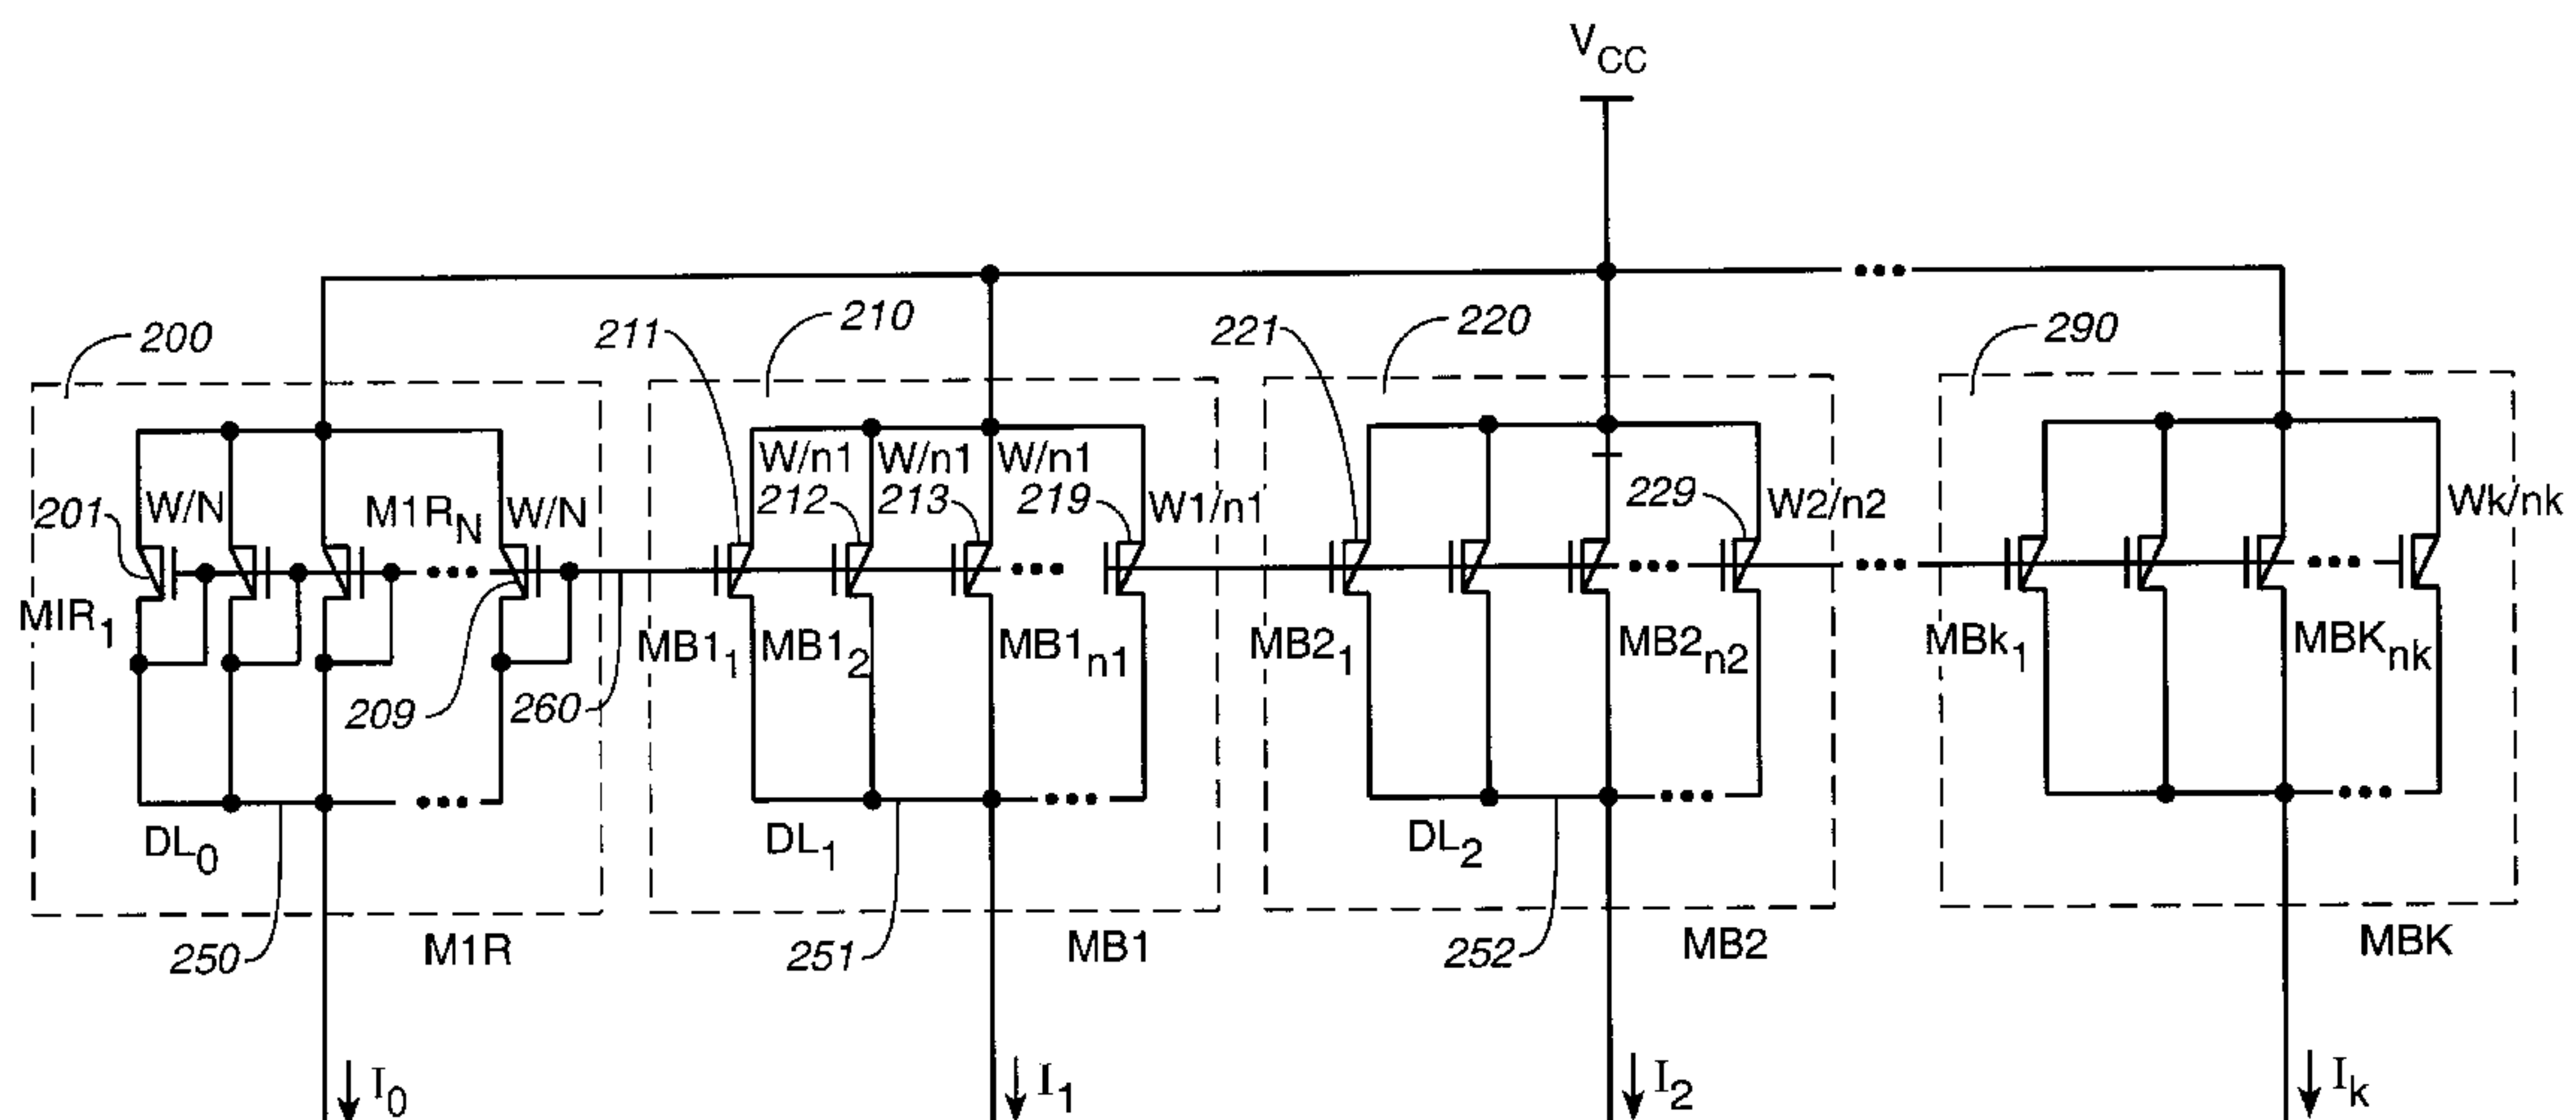 VCC
200
211
210
221
220
290
201
W/N
M1RN
W/N
W/n1
W/n1
W/n1
212
213
219
W1/n1
229
W2/n2
Wk/nk
MIR1
209
260
MB11
MB12
MB1n1
MB21
MB2n2
MBk1
MBKnk
DL0
DL1
DL2
250
M1R
251
MB1
252
MB2
MBK
I0
I1
I2
Ik